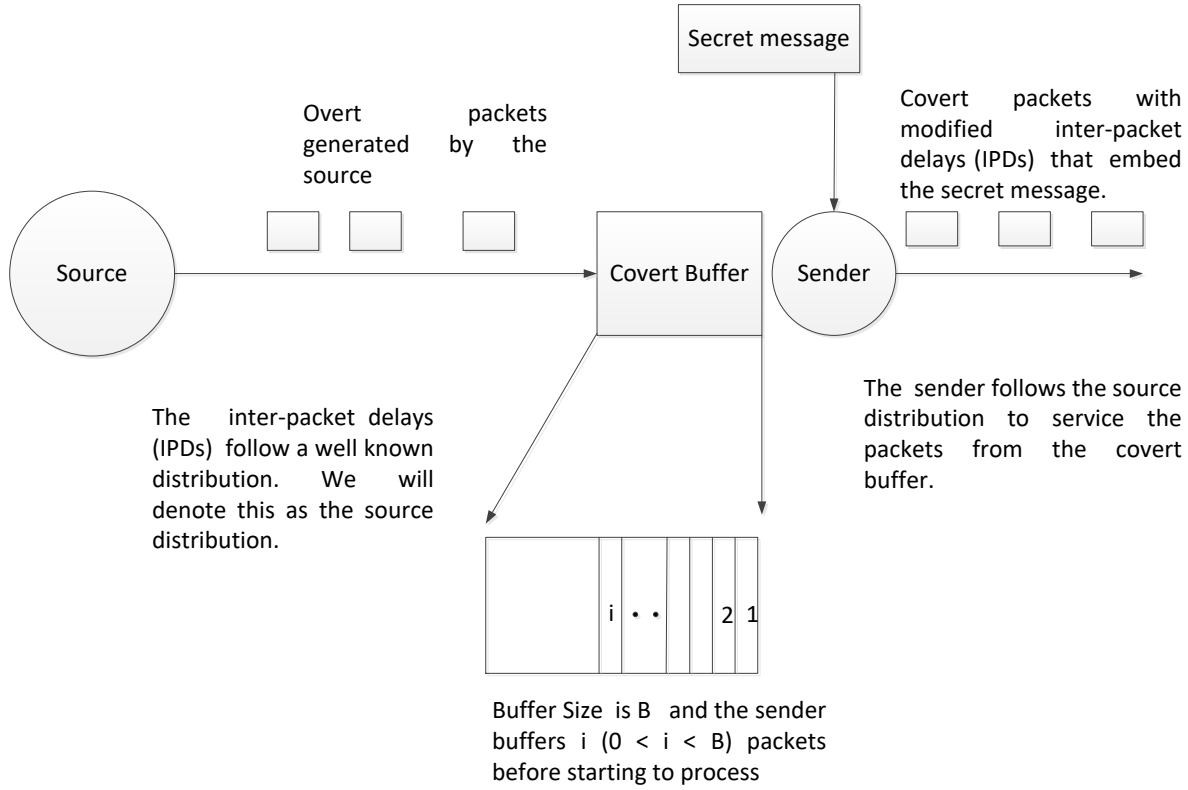 Secret message
Overt packets
generated by the
source
Covert packets with
modified inter-packet
delays (IPDs) that embed
the secret message.
Source
Covert Buffer
Sender
The inter-packet delays
(IPDs) follow a well known
distribution. We will
denote this as the source
distribution.
The sender follows the source
distribution to service the
packets from the covert
buffer.
i • • 2 1
Buffer Size is B and the sender
buffers i (0 < i < B) packets
before starting to process